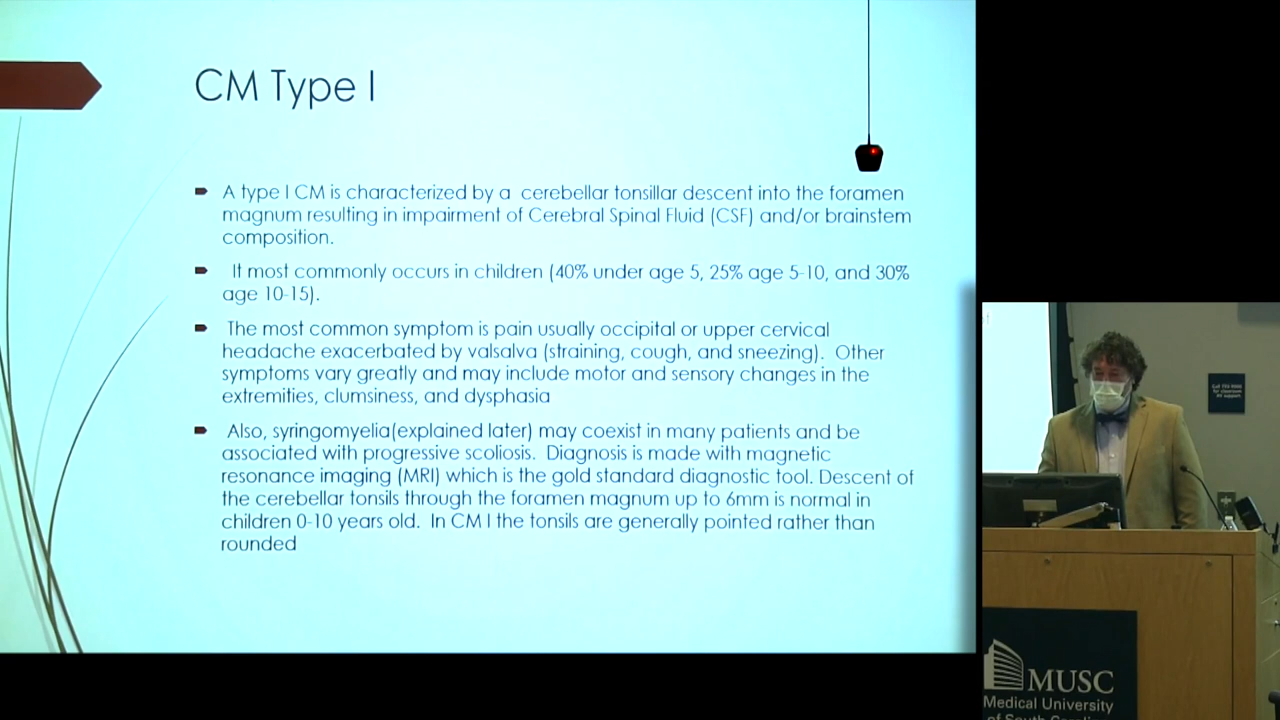 CM Type I
A type I CM is characterized by a cerebellar tonsillar descent into the foramen
magnum resulting in impairment of Cerebral Spinal Fluid (CSF) and/or brainstem
composition.
It most commonly occurs in children (40% under age 5, 25% age 5-10, and 30%
age 10-15).
The most common symptom is pain usually occipital or upper cervical
headache exacerbated by valsalva (straining, cough, and sneezing). Other
symptoms vary greatly and may include motor and sensory changes in the
extremities, clumsiness, and dysphasia
Also, syringomyelia(explained later) may coexist in many patients and be
associated with progressive scoliosis. Diagnosis is made with magnetic
resonance imaging (MRI) which is the gold standard diagnostic tool. Descent of
the cerebellar tonsils through the foramen magnum up to 6mm is normal in
children 0-10 years old. In CM I the tonsils are generally pointed rather than
rounded
MUSC
Medical University
of South